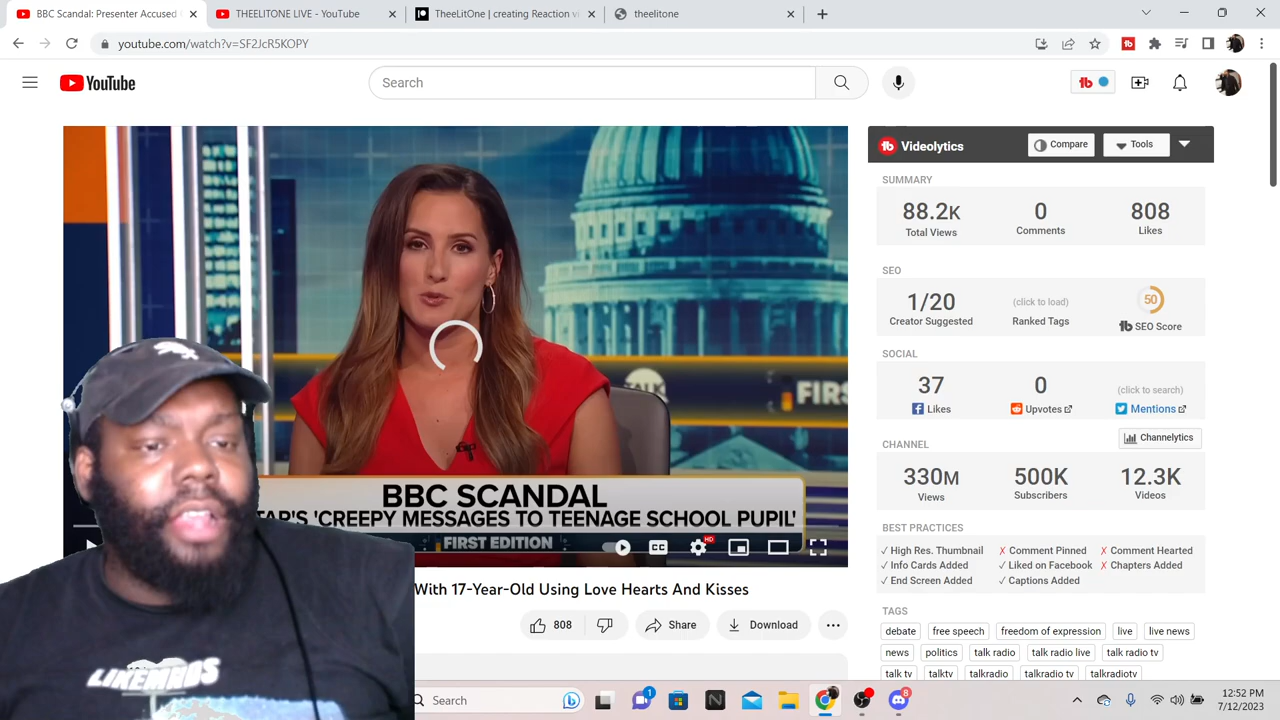 BBC Scandal: Presenter Accused
THEELITONE LIVE - YouTube
TheeLitOne | creating Reaction vi
theelitone
youtube.com/watch?v=SF2JcR5KOPY
YouTube
Search
Videolytics
Compare
Tools
SUMMARY
88.2K
0
808
Total Views
Comments
Likes
SEO
1/20
(click to load)
50
Creator Suggested
Ranked Tags
SEO Score
SOCIAL
37
0
(click to search)
Likes
Upvotes
Mentions
CHANNEL
Channelytics
330M
500K
12.3K
Views
Subscribers
Videos
BEST PRACTICES
✓ High Res. Thumbnail
✗ Comment Pinned
✗ Comment Hearted
✓ Info Cards Added
✓ Liked on Facebook
✗ Chapters Added
✓ End Screen Added
✓ Captions Added
TAGS
debate
free speech
freedom of expression
live
live news
news
politics
talk radio
talk radio live
talk radio tv
talk tv
talktv
talkradio
talkradio tv
talkradiotv
FIRS
BBC SCANDAL
TAR'S 'CREEPY MESSAGES TO TEENAGE SCHOOL PUPIL'
FIRST EDITION
CC
HD
With 17-Year-Old Using Love Hearts And Kisses
808
Share
Download
LIKEMROS
Search
1
8
12:52 PM
7/12/2023